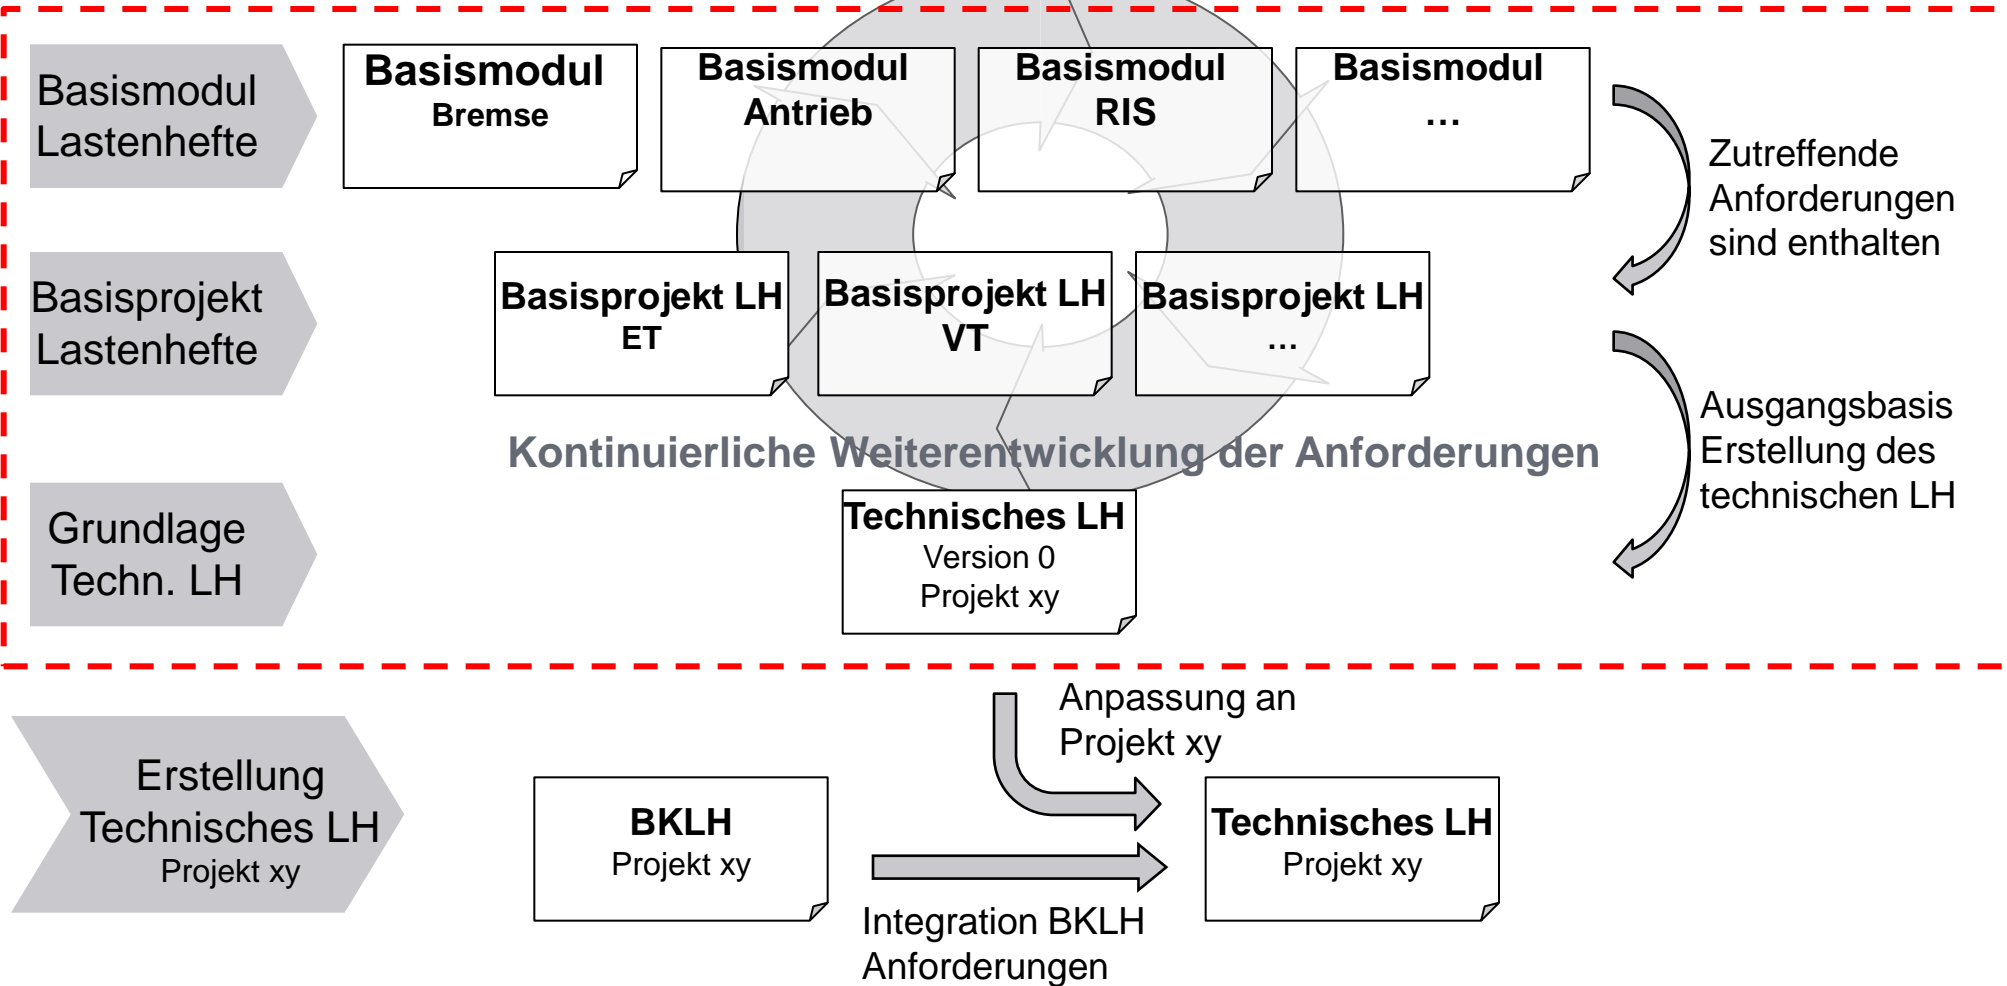 Basismodul
Lastenhefte
Basismodul
Bremse
Basismodul
Antrieb
Basismodul
RIS
Basismodul
…
Zutreffende
Anforderungen
sind enthalten
Basisprojekt
Lastenhefte
Basisprojekt LH
ET
Basisprojekt LH
VT
Basisprojekt LH
…
Ausgangsbasis
Erstellung des
technischen LH
Kontinuierliche Weiterentwicklung der Anforderungen
Grundlage
Techn. LH
Technisches LH
Version 0
Projekt xy
Anpassung an
Projekt xy
Erstellung
Technisches LH
Projekt xy
BKLH
Projekt xy
Technisches LH
Projekt xy
Integration BKLH
Anforderungen